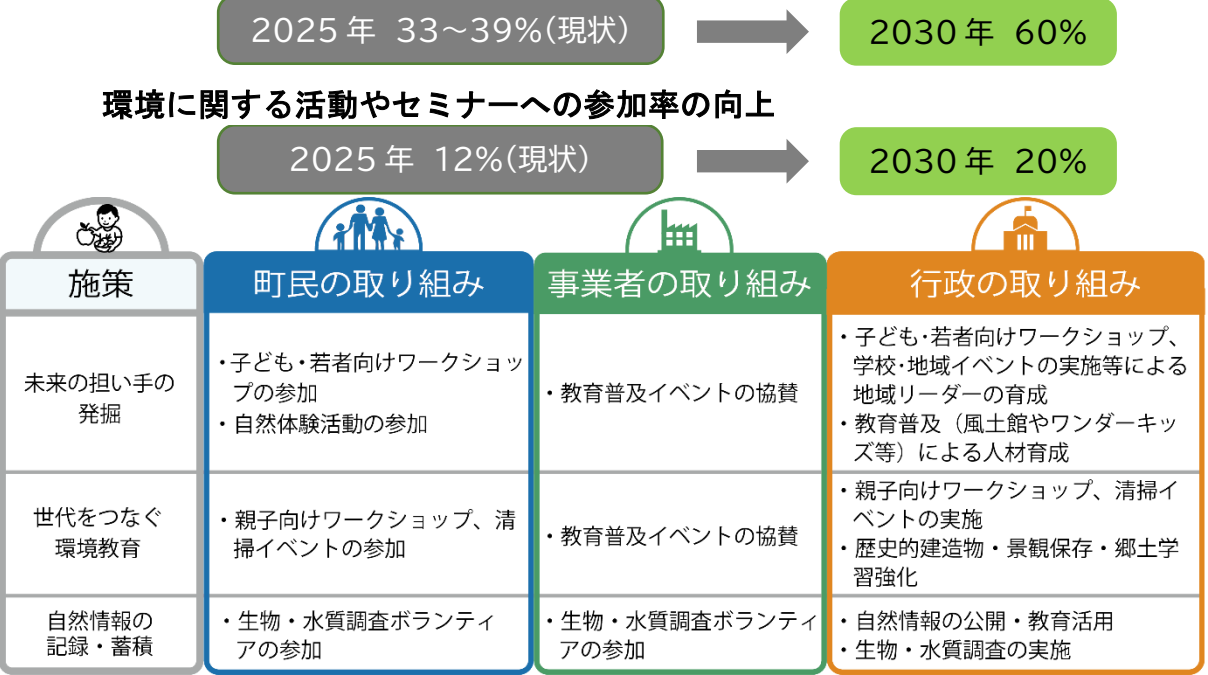 2025年 33～39%(現状)
2030年 60%
環境に関する活動やセミナーへの参加率の向上
2025年 12%(現状)
2030年 20%
施策
町民の取り組み
事業者の取り組み
行政の取り組み
未来の担い手の
発掘
・子ども・若者向けワークショッ
プの参加
・自然体験活動の参加
・教育普及イベントの協賛
・子ども・若者向けワークショップ、
学校・地域イベントの実施等による
地域リーダーの育成
・教育普及（風土館やワンダーキッ
ズ等）による人材育成
世代をつなぐ
環境教育
・親子向けワークショップ、清
掃イベントの参加
・教育普及イベントの協賛
・親子向けワークショップ、清掃イ
ベントの実施
・歴史的建造物・景観保存・郷土学
習強化
自然情報の
記録・蓄積
・生物・水質調査ボランティ
アの参加
・生物・水質調査ボランティ
アの参加
・自然情報の公開・教育活用
・生物・水質調査の実施